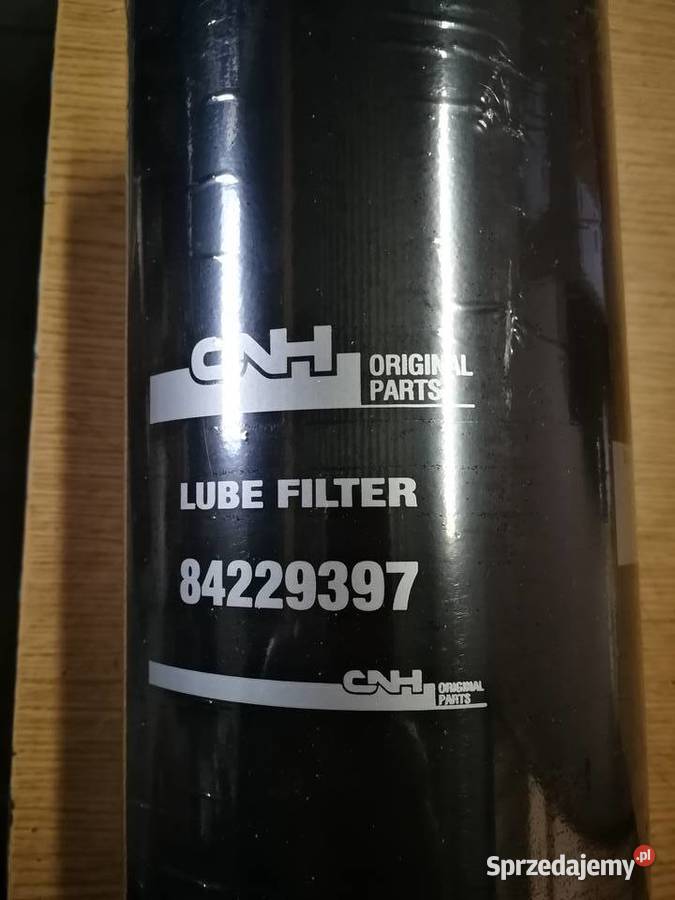 CNH
ORIGINAL
PARTS
LUBE FILTER
84229397
CNH
ORIGINAL
PARTS
Sprzedajemy.pl